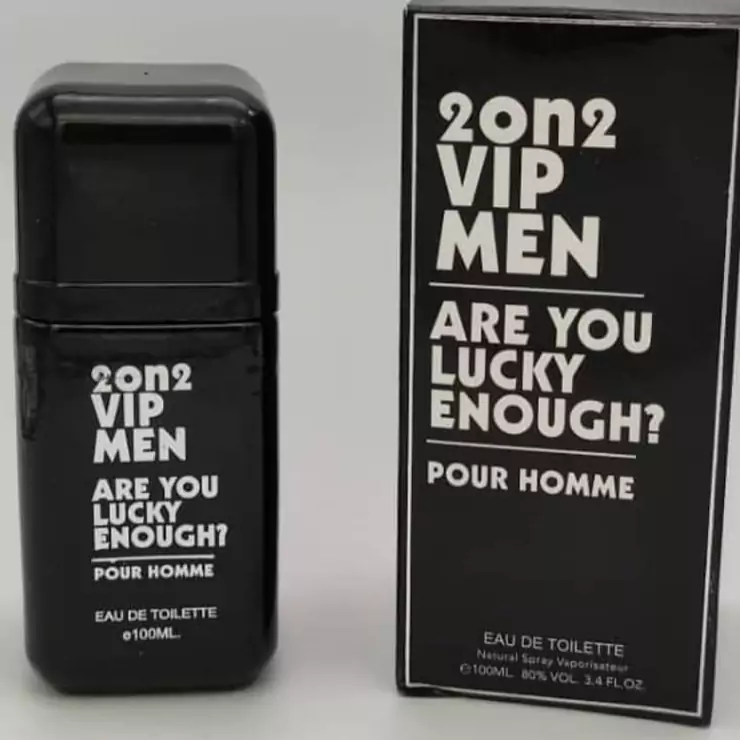 2on2
VIP
MEN
ARE YOU
LUCKY
ENOUGH?
POUR HOMME
EAU DE TOILETTE
e100ML.
2on2
VIP
MEN
ARE YOU
LUCKY
ENOUGH?
POUR HOMME
EAU DE TOILETTE
Natural Spray Vaporisateur
e100ML. 80% VOL. 3.4 FL.OZ.